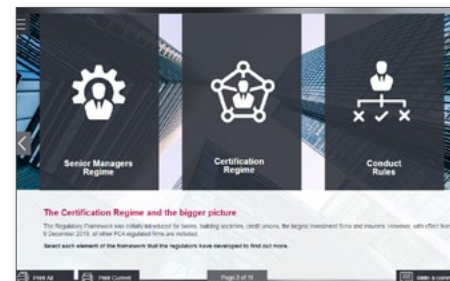 Senior Managers
Regime
Certification
Regime
Conduct
Rules
The Certification Regime and the bigger picture
The Regulatory Framework was initially introduced for banks, building societies, credit unions, the largest investment firms and insurers. However, with effect from
9 December 2019, all other FCA regulated firms are included.
Select each element of the framework that the regulators have developed to find out more.
Print All
Print Current
Page 2 of 11
Write a comm